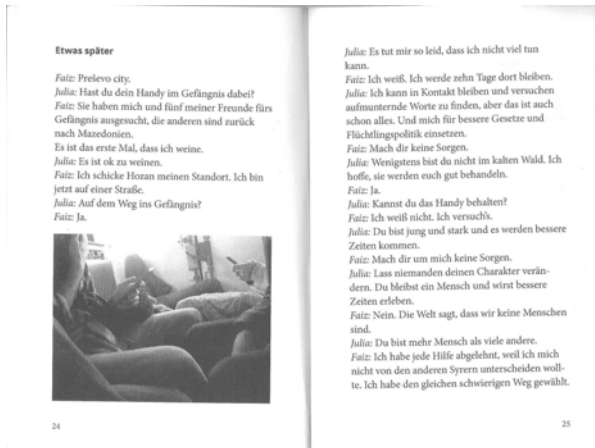 Etwas später
Faiz: Preševo city.
Julia: Hast du dein Handy im Gefängnis dabei?
Faiz: Sie haben mich und fünf meiner Freunde fürs
Gefängnis ausgesucht, die anderen sind zurück
nach Mazedonien.
Es ist das erste Mal, dass ich weine.
Julia: Es ist ok zu weinen.
Faiz: Ich schicke Hozan meinen Standort. Ich bin
jetzt auf einer Straße.
Julia: Auf dem Weg ins Gefängnis?
Faiz: Ja.
24
Julia: Es tut mir so leid, dass ich nicht viel tun
kann.
Faiz: Ich weiß. Ich werde zehn Tage dort bleiben.
Julia: Ich kann in Kontakt bleiben und versuchen
aufmunternde Worte zu finden, aber das ist auch
schon alles. Und mich für bessere Gesetze und
Flüchtlingspolitik einsetzen.
Faiz: Mach dir keine Sorgen.
Julia: Wenigstens bist du nicht im kalten Wald. Ich
hoffe, sie werden euch gut behandeln.
Faiz: Ja.
Julia: Kannst du das Handy behalten?
Faiz: Ich weiß nicht. Ich versuch's.
Julia: Du bist jung und stark und es werden bessere
Zeiten kommen.
Faiz: Mach dir um mich keine Sorgen.
Julia: Lass niemanden deinen Charakter verän-
dern. Du bleibst ein Mensch und wirst bessere
Zeiten erleben.
Faiz: Nein. Die Welt sagt, dass wir keine Menschen
sind.
Julia: Du bist mehr Mensch als viele andere.
Faiz: Ich habe jede Hilfe abgelehnt, weil ich mich
nicht von den anderen Syrern unterscheiden woll-
te. Ich habe den gleichen schwierigen Weg gewählt.
25